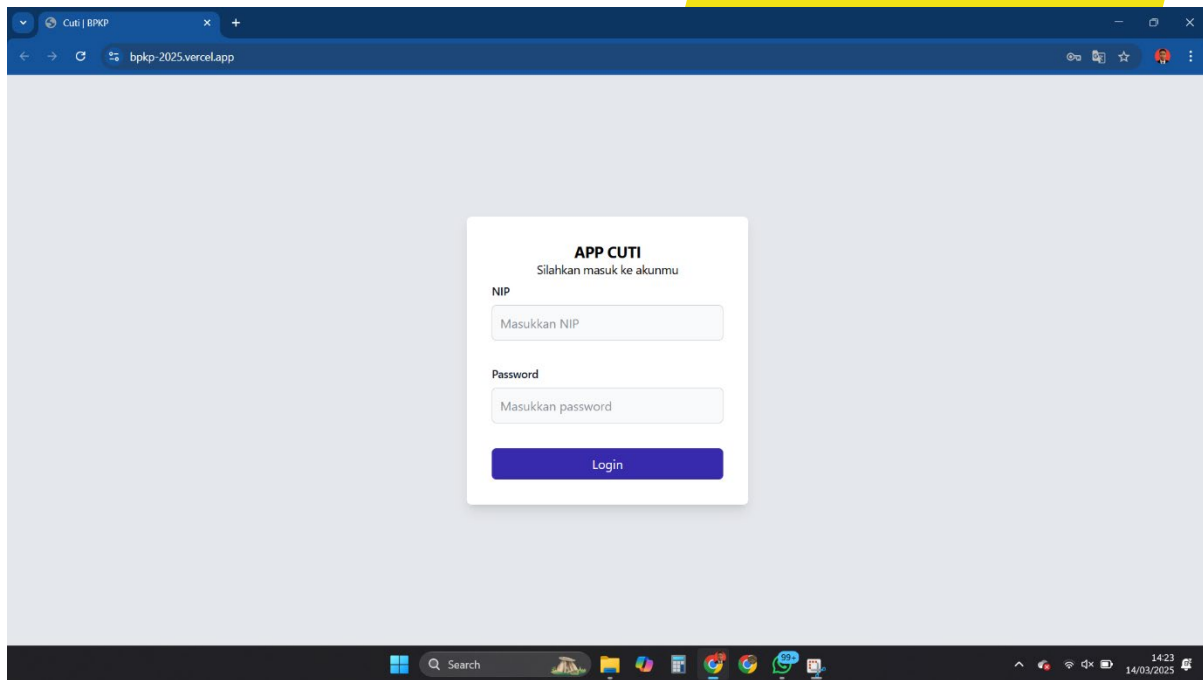 Cuti | BPKP
bpkp-2025.vercel.app
APP CUTI
Silahkan masuk ke akunmu
NIP
Masukkan NIP
Password
Masukkan password
Login
Search
99+
14:23
14/03/2025